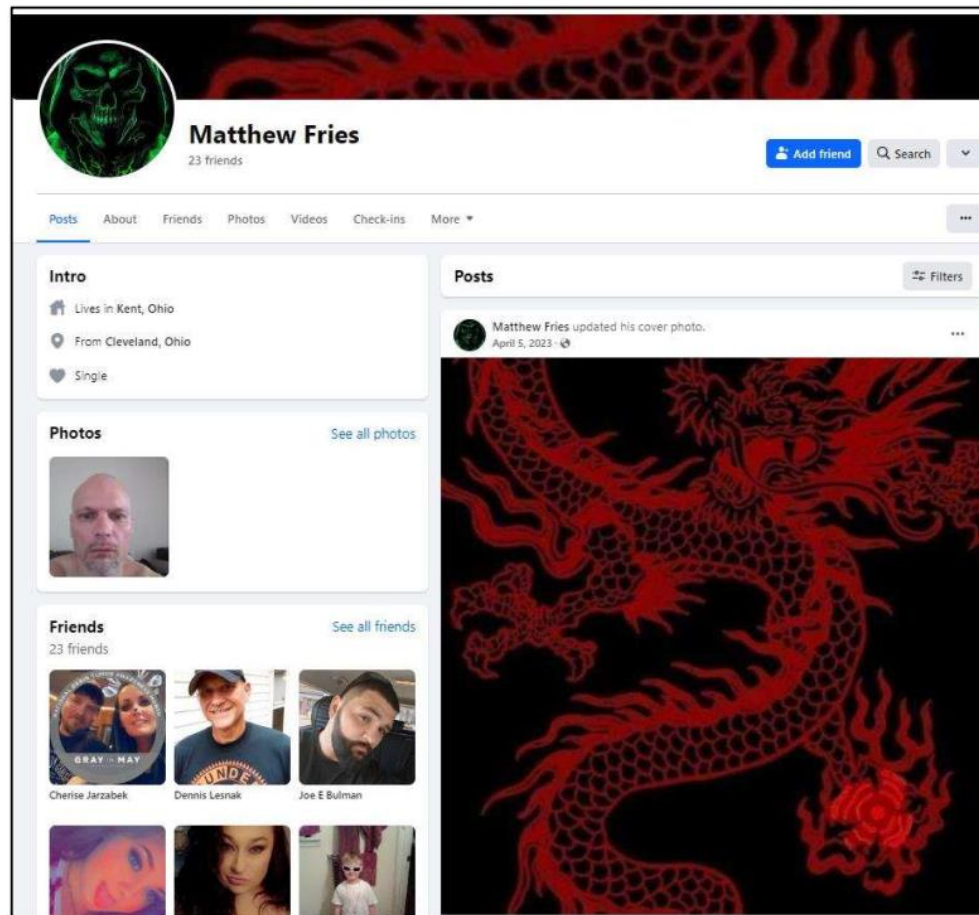 Matthew Fries
23 friends
Add friend
Search
Posts
About
Friends
Photos
Videos
Check-ins
More
Intro
Lives in Kent, Ohio
From Cleveland, Ohio
Single
Photos
See all photos
Friends
See all friends
23 friends
GRAY IN MAY
UNDE
Cherise Jarzabek
Dennis Lesnak
Joe E Bulman
Posts
Filters
Matthew Fries updated his cover photo.
April 5, 2023 ·